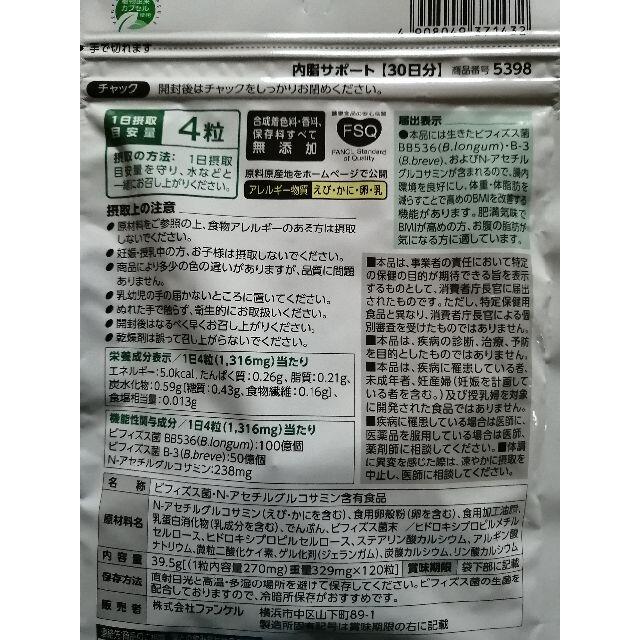 植物由来
カプセル
使用
4 908049 371432
手で切れます
内脂サポート【30日分】 商品番号 5398
チャック 開封後はチャックをしっかりお閉めください。
1日摂取
目安量 4粒
摂取の方法：1日摂取
目安量を守り、水などと
一緒にお召し上がりください。
合成着色料・香料、
保存料すべて
無添加
健康食品の安心品質
FSQ
FANCL Standard
of Quality
原料原産地をホームページで公開
アレルギー物質 えび・かに・卵・乳
届出表示
●本品には生きたビフィズス菌
BB536(B.longum)・B-3
(B.breve)、およびN-アセチル
グルコサミンが含まれるので、腸内
環境を良好にし、体重・体脂肪を
減らすことで高めのBMIを改善する
機能があります。肥満気味で
BMIが高めの方、お腹の脂肪が
気になる方に適しています。
摂取上の注意
●原材料をご参照の上、食物アレルギーのある方は摂取
しないでください。
●妊娠・授乳中の方、お子様は摂取しないでください。
●商品により多少の色の違いがありますが、品質に問題
ありません。
●乳幼児の手の届かないところに置いてください。
●ぬれた手で触らず、衛生的にお取扱いください。
●開封後はなるべく早くお召し上がりください。
●乾燥剤は誤って召し上がらないでください。
■本品は、事業者の責任において特定
の保健の目的が期待できる旨を表示
するものとして、消費者庁長官に届出
されたものです。ただし、特定保健用
食品と異なり、消費者庁長官による
個別審査を受けたものではありません。
■本品は、疾病の診断、治療、予防
を目的としたものではありません。
■本品は、疾病に罹患している者、
未成年者、妊産婦(妊娠を計画して
いる者を含む。)及び授乳婦を対象
に開発された食品ではありません。
■疾病に罹患している場合は医師に、
医薬品を服用している場合は医師、
薬剤師に相談してください。■体調
に異変を感じた際は、速やかに摂取を
中止し、医師に相談してください。
栄養成分表示／1日4粒(1,316mg)当たり
エネルギー：5.0kcal、たんぱく質：0.26g、脂質：0.21g、
炭水化物：0.59g[糖質：0.43g、食物繊維：0.16g]、
食塩相当量：0.013g
機能性関与成分／1日4粒(1,316mg)当たり
ビフィズス菌 BB536(B.longum)：100億個
ビフィズス菌 B-3(B.breve)：50億個
N-アセチルグルコサミン：238mg
名称 ビフィズス菌・N-アセチルグルコサミン含有食品
原材料名 N-アセチルグルコサミン(えび・かにを含む)、食用卵殻粉(卵を含む)、食用加工油脂、
乳蛋白消化物(乳成分を含む)、でんぷん、ビフィズス菌末／ヒドロキシプロピルメチル
セルロース、ヒドロキシプロピルセルロース、ステアリン酸カルシウム、アルギン酸
ナトリウム、微粒二酸化ケイ素、ゲル化剤(ジェランガム)、炭酸カルシウム、リン酸カルシウム
内容量 39.5g[(1粒内容量270mg)重量329mg×120粒] 賞味期限 袋下部に記載
保存方法 直射日光と高温・多湿の場所を避けて保存してください。ビフィズス菌の生菌を
配合しておりますので、冷暗所保存がおすすめです。
販売者 株式会社ファンケル 横浜市中区山下町89-1
製造所固有記号は賞味期限の右に記載